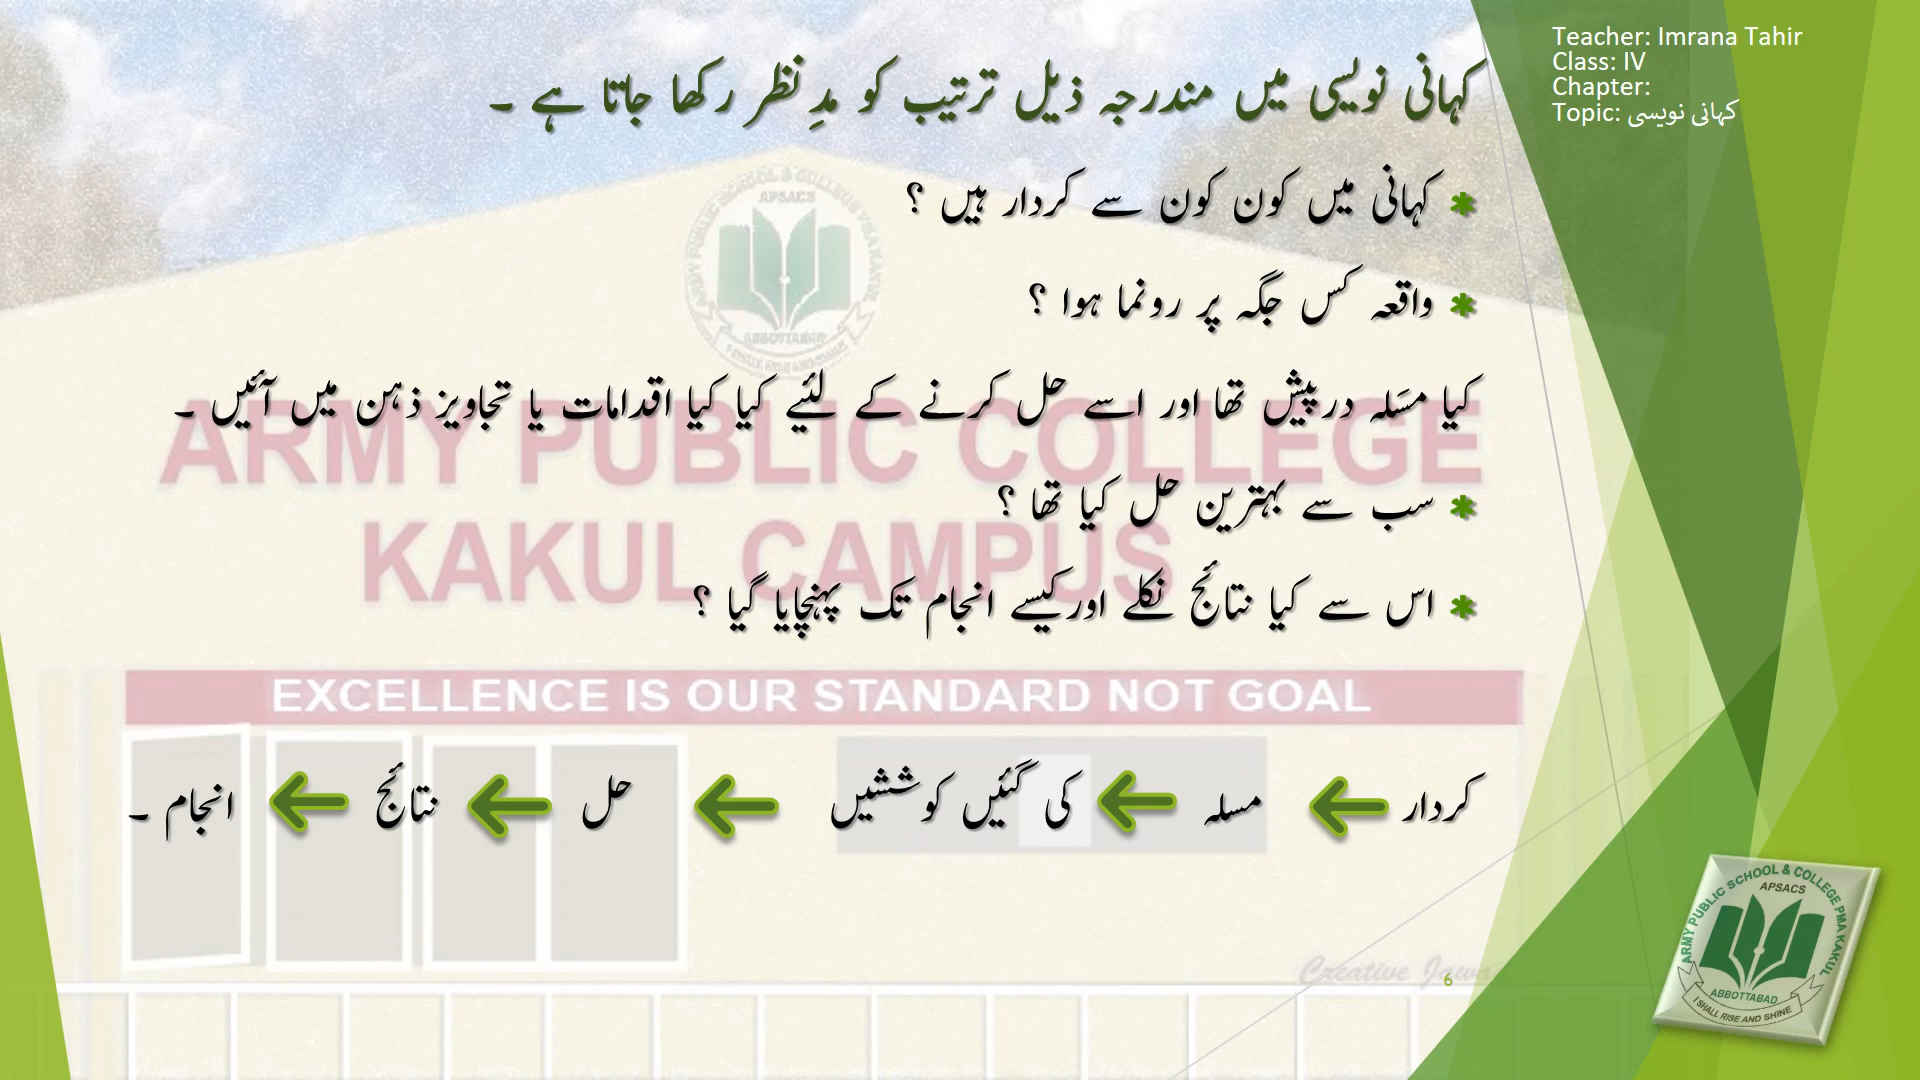 Teacher: Imrana Tahir
Class: IV
Chapter:
Topic: کہانی نویسی
کہانی نویسی میں مندرجہ ذیل ترتیب کو مدِ نظر رکھا جاتا ہے ۔
* کہانی میں کون کون سے کردار ہیں ؟
* واقعہ کس جگہ پر رونما ہوا ؟
کیا مسَلہ درپیش تھا اور اسے حل کرنے کے لئیے کیا کیا اقدامات یا تجاویز ذہن میں آئیں ۔
* سب سے بہترین حل کیا تھا ؟
* اس سے کیا نتائج نکلے اورکیسے انجام تک پہنچایا گیا ؟
کردار ← مسلہ ← کی گئیں کوششیں ← حل ← نتائج ← انجام ۔
APSACS
ABBOTTABAD
ARMY PUBLIC COLLEGE
KAKUL CAMPUS
EXCELLENCE IS OUR STANDARD NOT GOAL
Creative
6
ARMY PUBLIC SCHOOL & COLLEGE PMA KAKUL
APSACS
ABBOTTABAD
I SHALL RISE AND SHINE